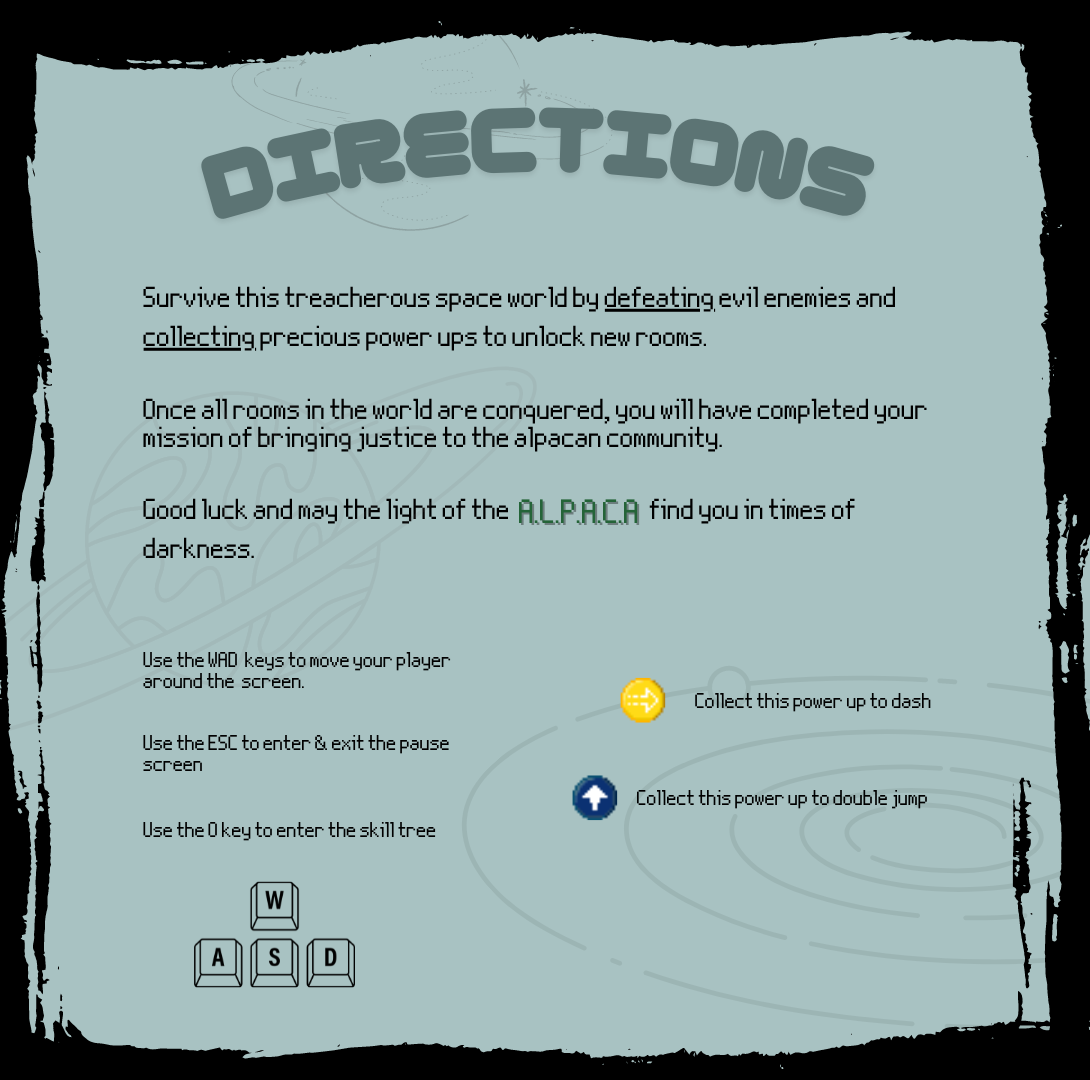 DIRECTIONS
Survive this treacherous space world by defeating evil enemies and
collecting precious power ups to unlock new rooms.
Once all rooms in the world are conquered, you will have completed your
mission of bringing justice to the alpacan community.
Good luck and may the light of the A.L.P.A.C.A find you in times of
darkness.
Use the WAD keys to move your player
around the screen.
Use the ESC to enter & exit the pause
screen
Use the O key to enter the skill tree
Collect this power up to dash
Collect this power up to double jump
W
A S D